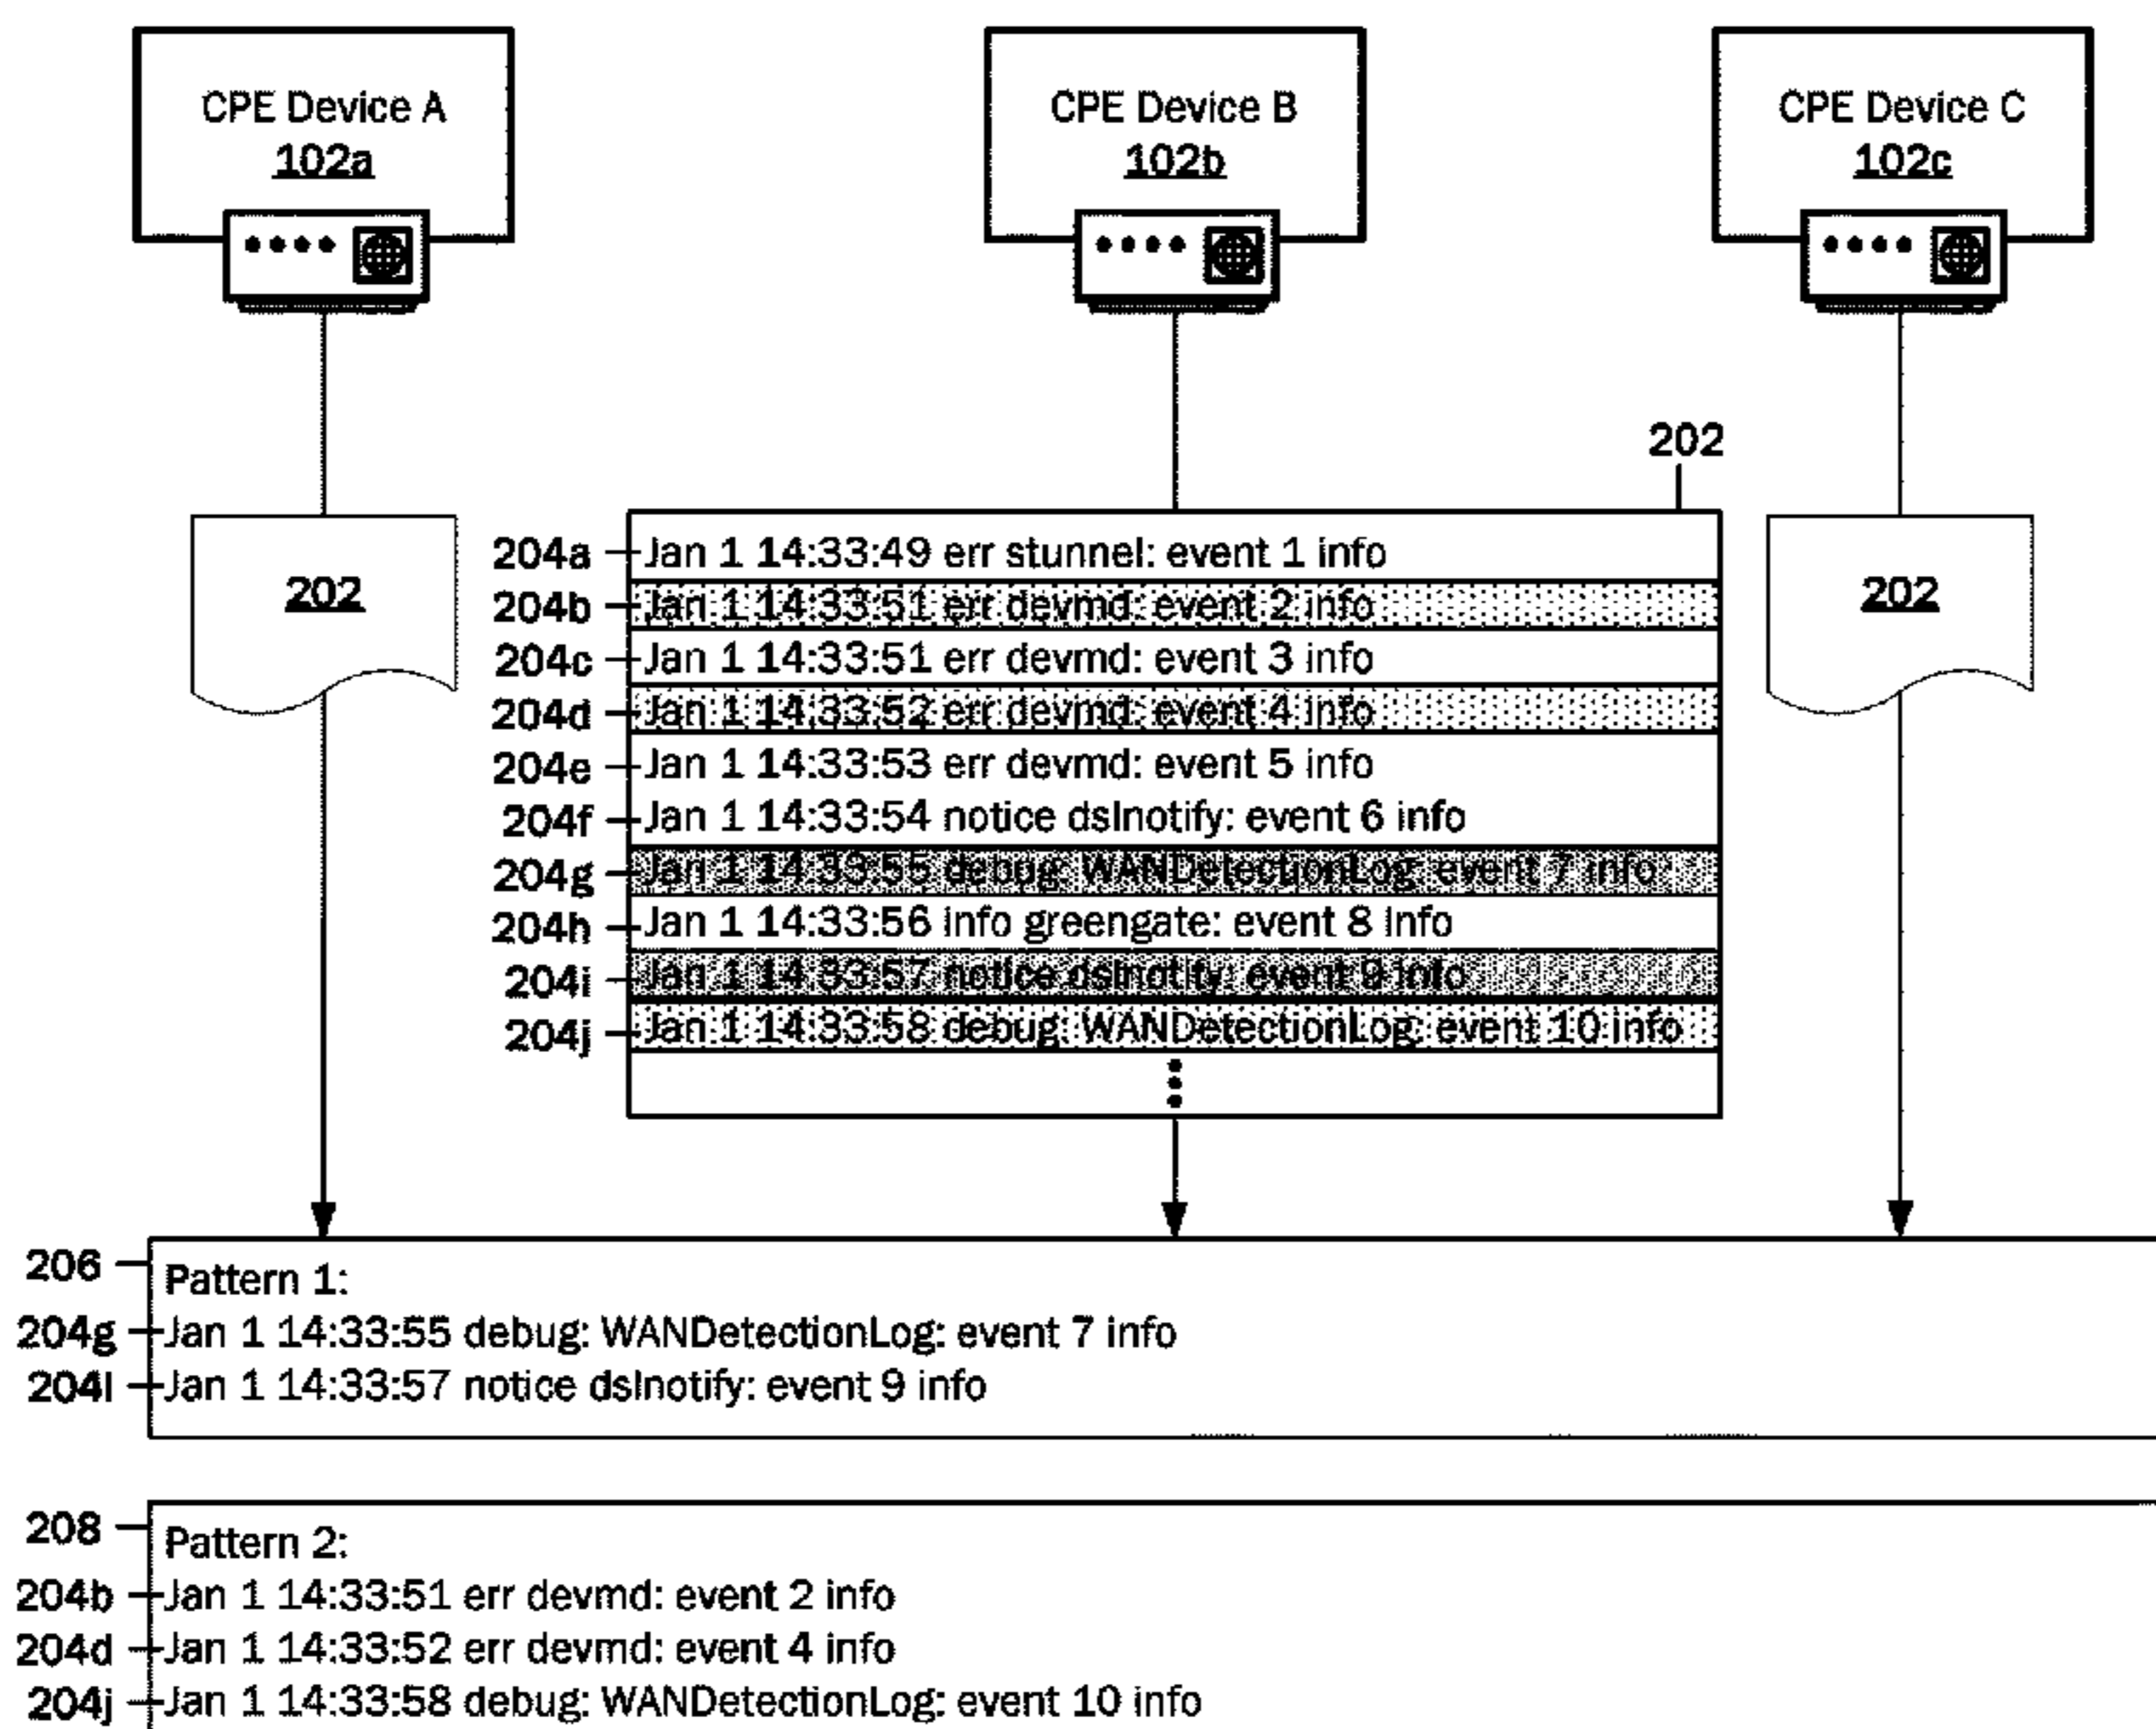 CPE Device A
102a
CPE Device B
102b
CPE Device C
102c
202
202
202
204a Jan 1 14:33:49 err stunnel: event 1 info
204b Jan 1 14:33:51 err devmd: event 2 info
204c Jan 1 14:33:51 err devmd: event 3 info
204d Jan 1 14:33:52 err devmd: event 4 info
204e Jan 1 14:33:53 err devmd: event 5 info
204f Jan 1 14:33:54 notice dslnotify: event 6 info
204g Jan 1 14:33:55 debug: WANDetectionLog: event 7 info
204h Jan 1 14:33:56 info greengate: event 8 info
204i Jan 1 14:33:57 notice dslnotify: event 9 info
204j Jan 1 14:33:58 debug: WANDetectionLog: event 10 info
206 Pattern 1:
204g Jan 1 14:33:55 debug: WANDetectionLog: event 7 info
204i Jan 1 14:33:57 notice dslnotify: event 9 info
208 Pattern 2:
204b Jan 1 14:33:51 err devmd: event 2 info
204d Jan 1 14:33:52 err devmd: event 4 info
204j Jan 1 14:33:58 debug: WANDetectionLog: event 10 info